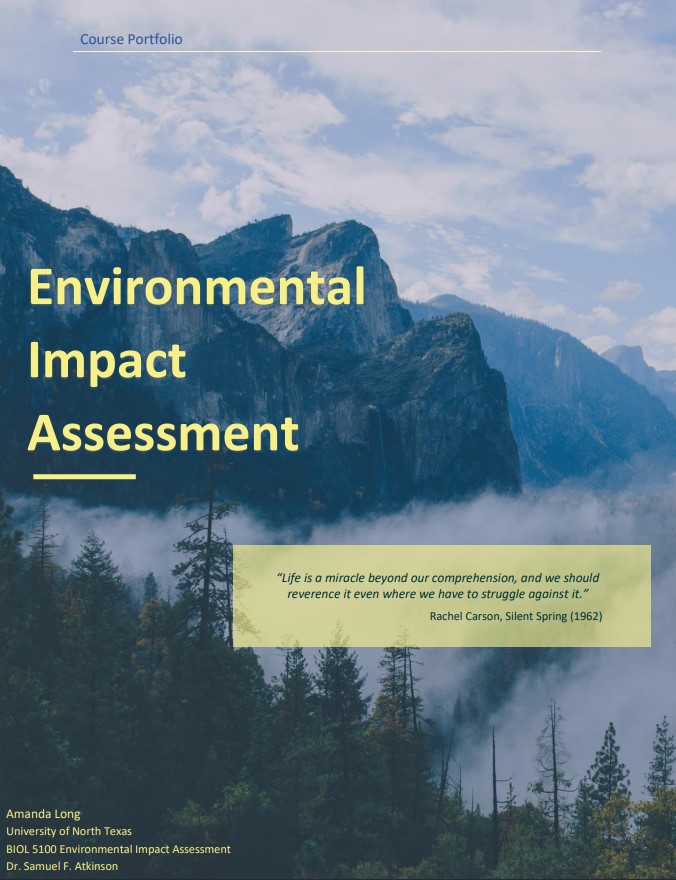 Course Portfolio
Environmental
Impact
Assessment
“Life is a miracle beyond our comprehension, and we should
reverence it even where we have to struggle against it.”
Rachel Carson, Silent Spring (1962)
Amanda Long
University of North Texas
BIOL 5100 Environmental Impact Assessment
Dr. Samuel F. Atkinson